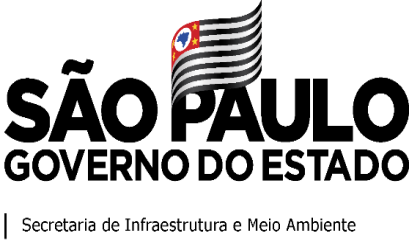 SÃO PAULO
GOVERNO DO ESTADO
Secretaria de Infraestrutura e Meio Ambiente